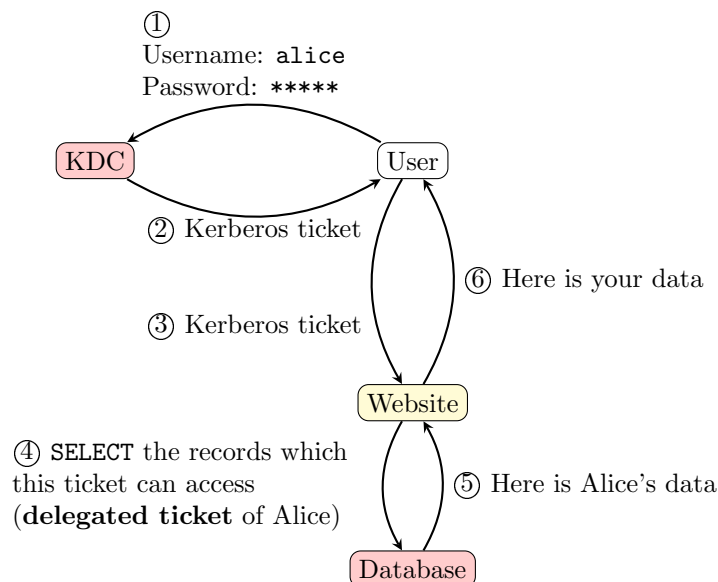 ①
Username: alice
Password: *****
KDC
User
② Kerberos ticket
⑥ Here is your data
③ Kerberos ticket
Website
④ SELECT the records which
this ticket can access
(delegated ticket of Alice)
⑤ Here is Alice's data
Database